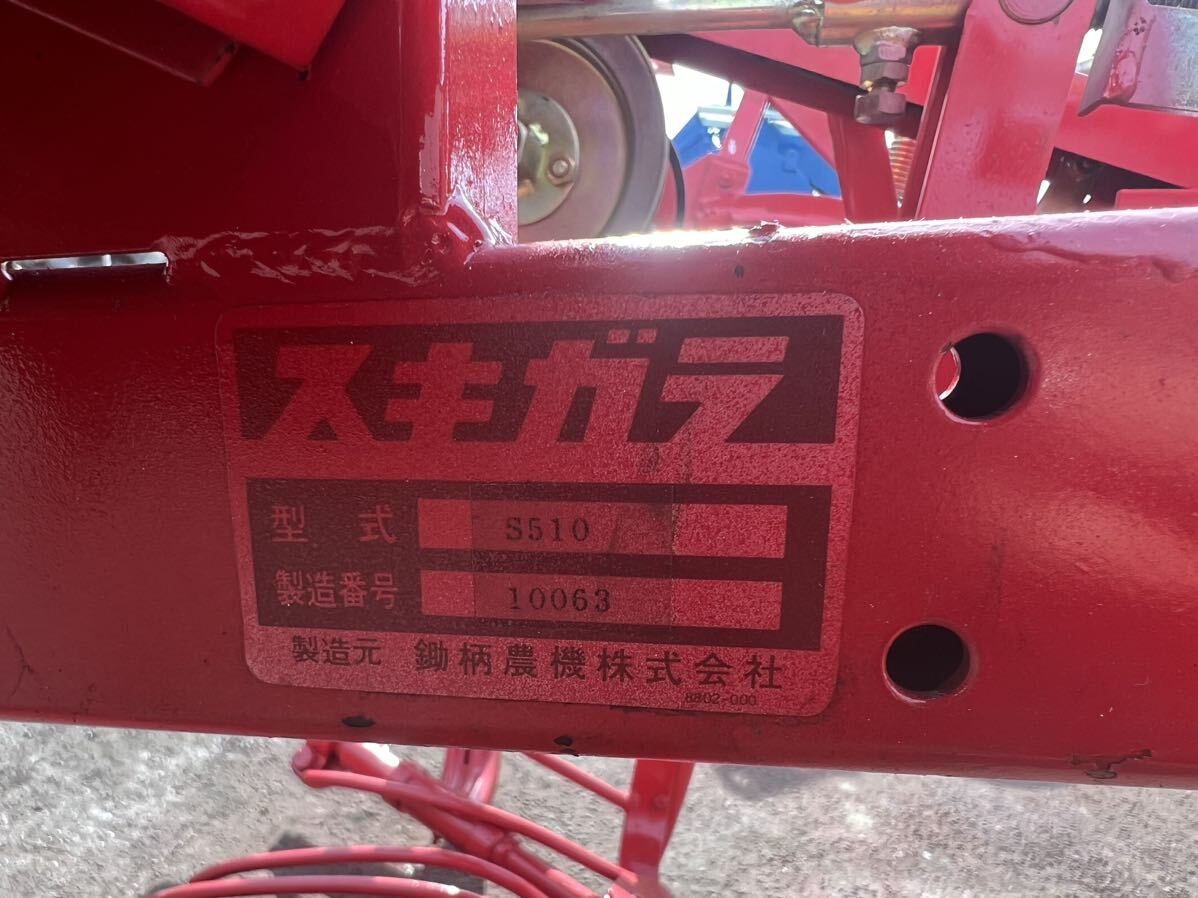 スキガラ
型式 S510
製造番号 10063
製造元 鋤柄農機株式会社
8802-000